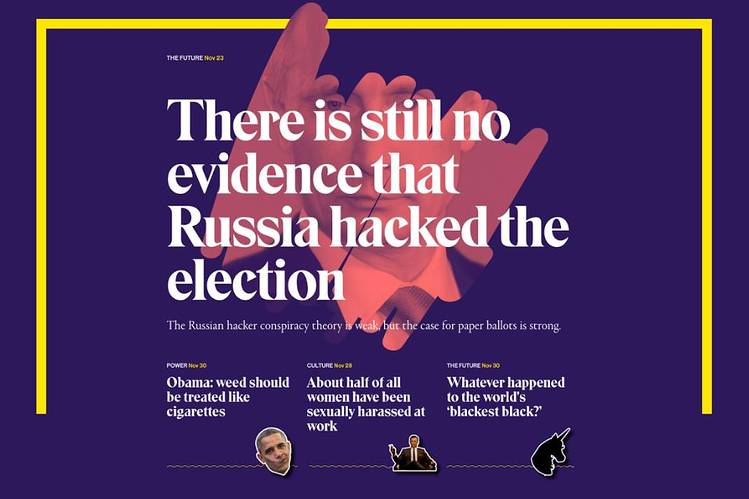 THE FUTURE Nov 23
There is still no
evidence that
Russia hacked the
election
The Russian hacker conspiracy theory is weak, but the case for paper ballots is strong.
POWER Nov 30
Obama: weed should
be treated like
cigarettes
CULTURE Nov 28
About half of all
women have been
sexually harassed at
work
THE FUTURE Nov 30
Whatever happened
to the world's
‘blackest black?’